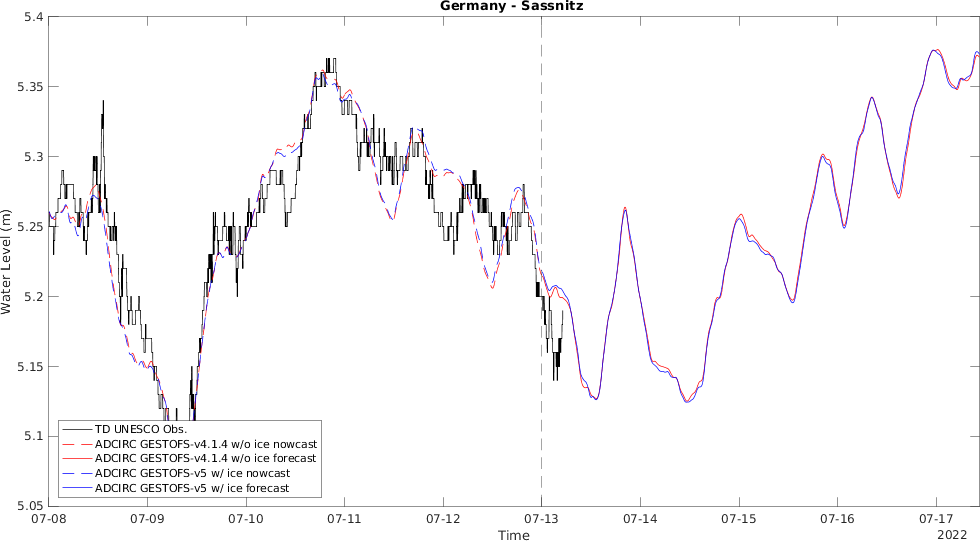 Germany - Sassnitz
5.4
5.35
5.3
5.25
5.2
5.15
5.1
5.05
Water Level (m)
TD UNESCO Obs.
ADCIRC GESTOFS-v4.1.4 w/o ice nowcast
ADCIRC GESTOFS-v4.1.4 w/o ice forecast
ADCIRC GESTOFS-v5 w/ ice nowcast
ADCIRC GESTOFS-v5 w/ ice forecast
07-08 07-09 07-10 07-11 07-12 07-13 07-14 07-15 07-16 07-17
Time
2022